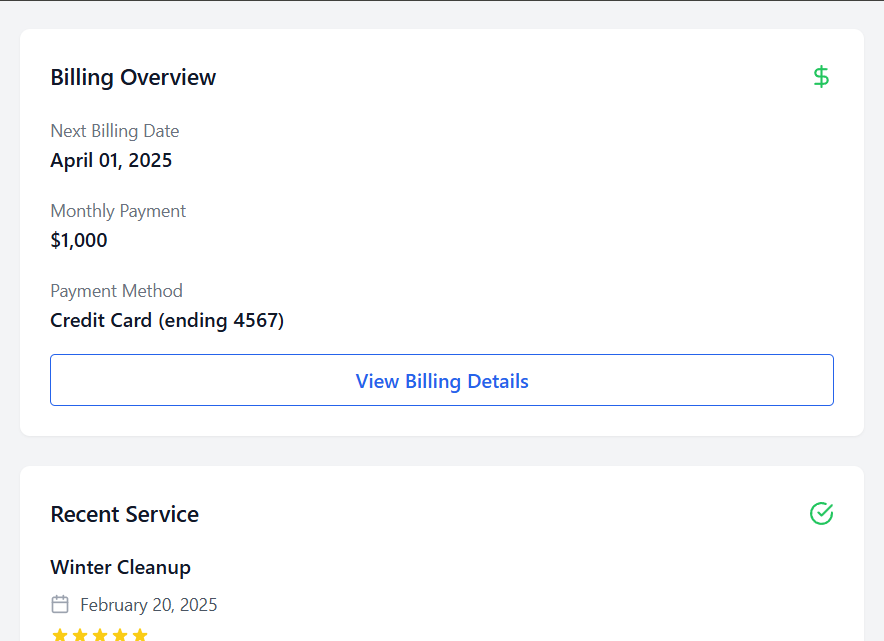 Billing Overview
Next Billing Date
April 01, 2025
Monthly Payment
$1,000
Payment Method
Credit Card (ending 4567)
View Billing Details
Recent Service
Winter Cleanup
February 20, 2025